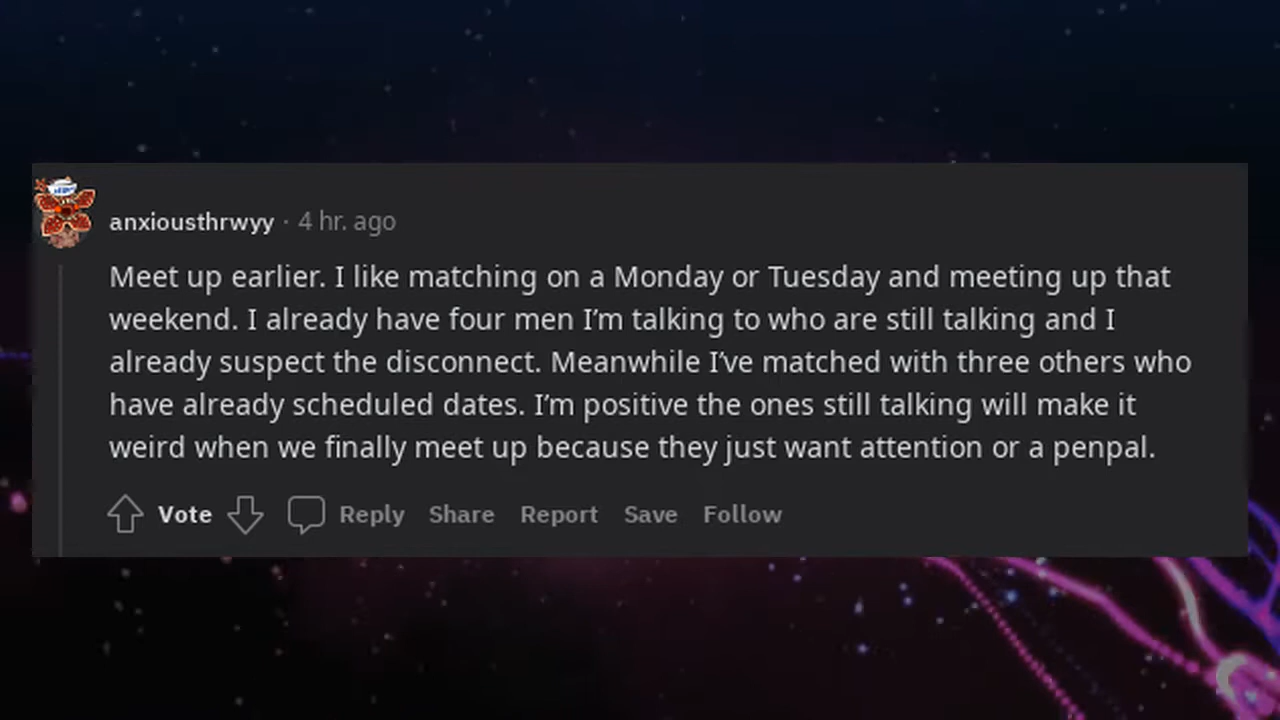 anxiousthrwyy · 4 hr. ago
Meet up earlier. I like matching on a Monday or Tuesday and meeting up that
weekend. I already have four men I’m talking to who are still talking and I
already suspect the disconnect. Meanwhile I’ve matched with three others who
have already scheduled dates. I’m positive the ones still talking will make it
weird when we finally meet up because they just want attention or a penpal.
Vote Reply Share Report Save Follow